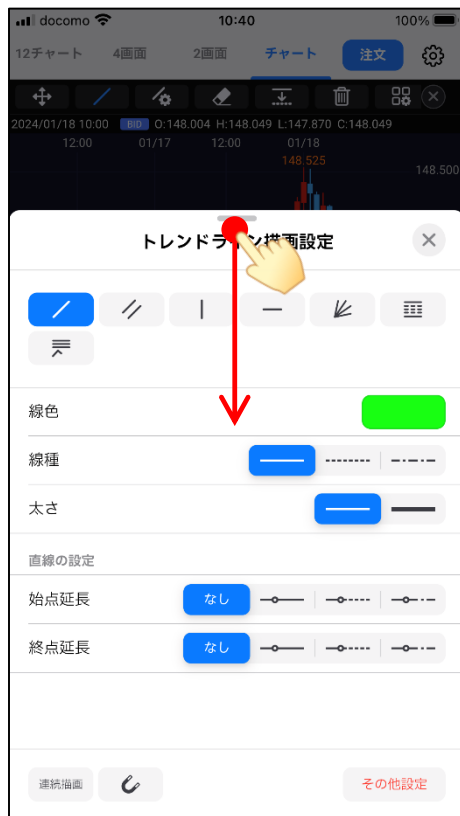 docomo 10:40 100%
12チャート 4画面 2画面 チャート 注文
2024/01/18 10:00 BID O:148.004 H:148.049 L:147.870 C:148.049
12:00 01/17 12:00 01/18
148.525
148.500
トレンドライン描画設定
線色
線種
太さ
直線の設定
始点延長 なし
終点延長 なし
連続描画 その他設定